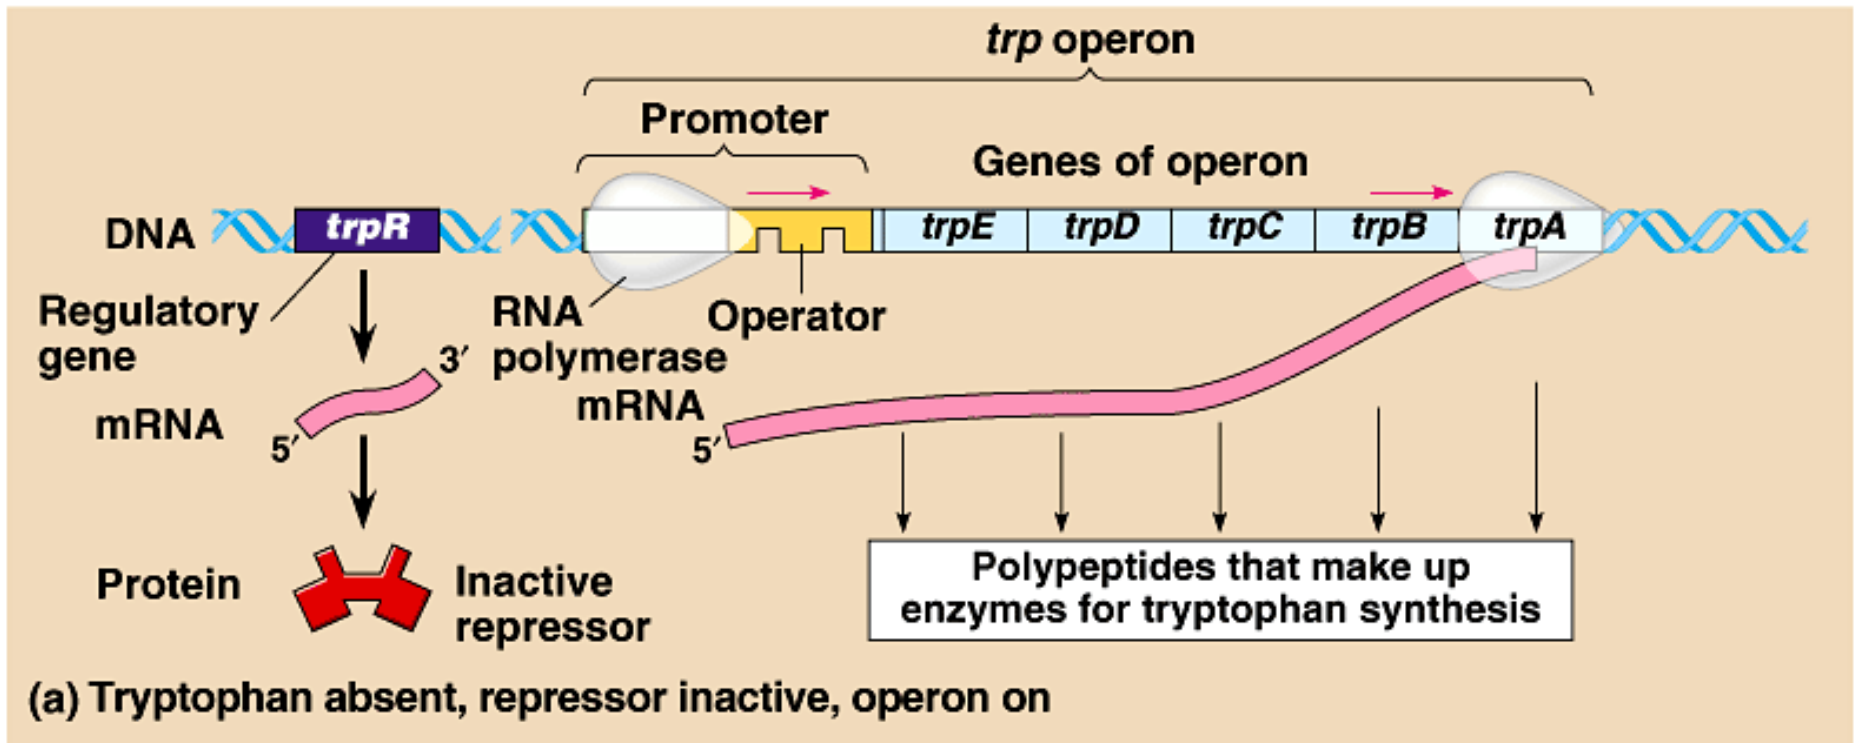 trp operon
Promoter
Genes of operon
DNA
trpR
trpE
trpD
trpC
trpB
trpA
Regulatory
gene
RNA
polymerase
Operator
mRNA
5′
3′
mRNA
5′
Protein
Inactive
repressor
Polypeptides that make up
enzymes for tryptophan synthesis
(a) Tryptophan absent, repressor inactive, operon on